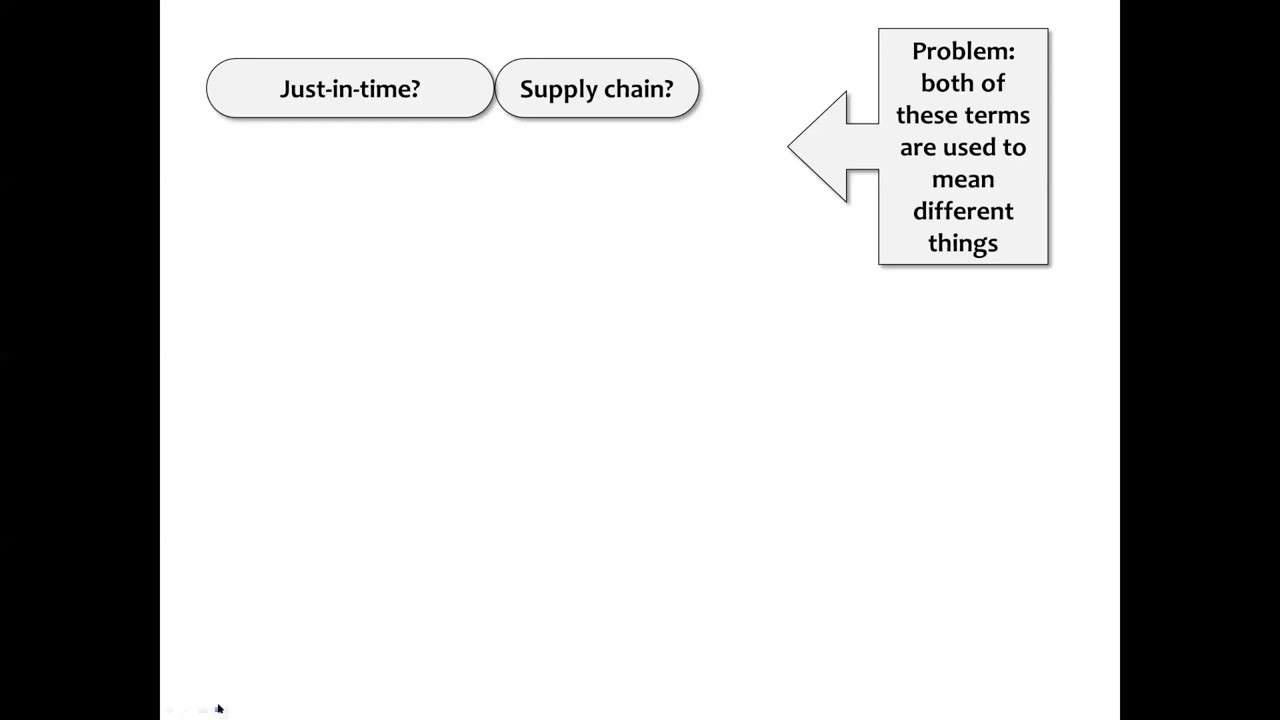 Just-in-time?
Supply chain?
Problem:
both of
these terms
are used to
mean
different
things